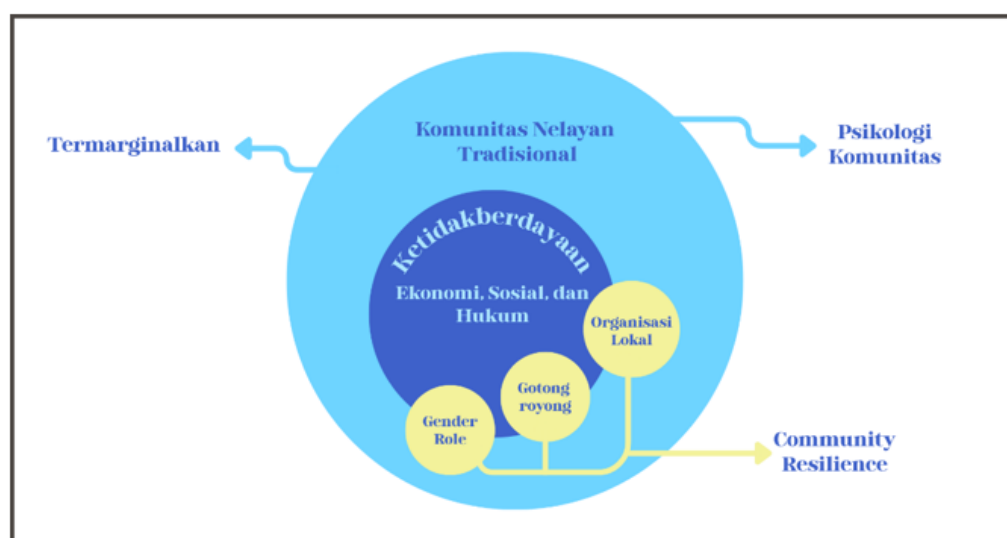 Komunitas Nelayan
Tradisional
Termarginalkan
Psikologi
Komunitas
Ketidakberdayaan
Ekonomi, Sosial, dan
Hukum
Organisasi
Lokal
Gotong
royong
Gender
Role
Community
Resilience